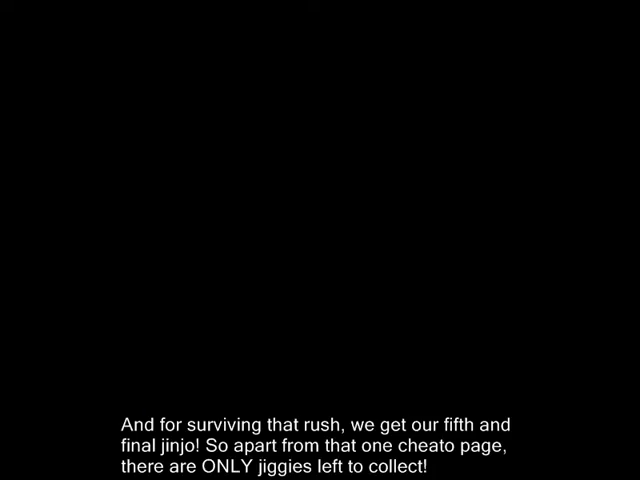 And for surviving that rush, we get our fifth and
final jinjo! So apart from that one cheato page,
there are ONLY jiggies left to collect!